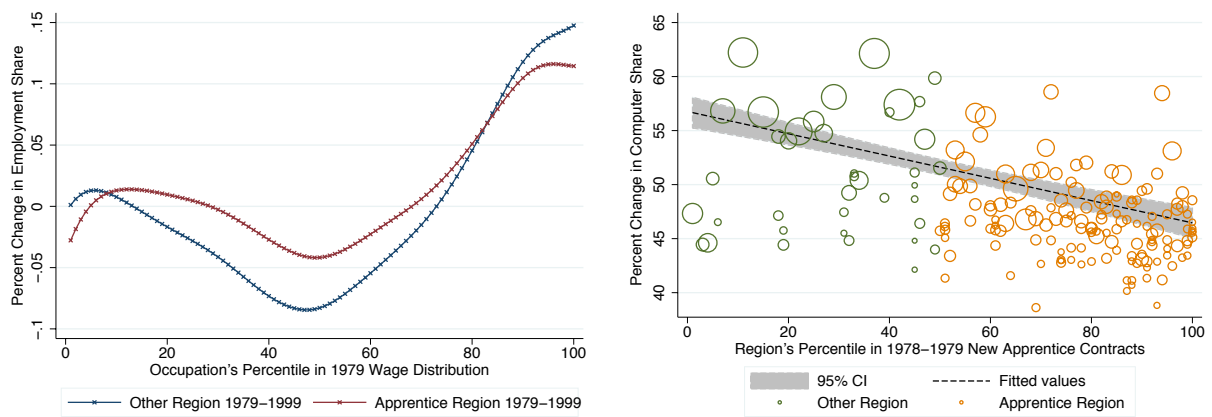 Percent Change in Employment Share
.15
.1
.05
0
-.05
-.1
0 20 40 60 80 100
Occupation's Percentile in 1979 Wage Distribution
Other Region 1979–1999 Apprentice Region 1979–1999
Percent Change in Computer Share
65
60
55
50
45
40
0 20 40 60 80 100
Region's Percentile in 1978–1979 New Apprentice Contracts
95% CI Fitted values
Other Region Apprentice Region